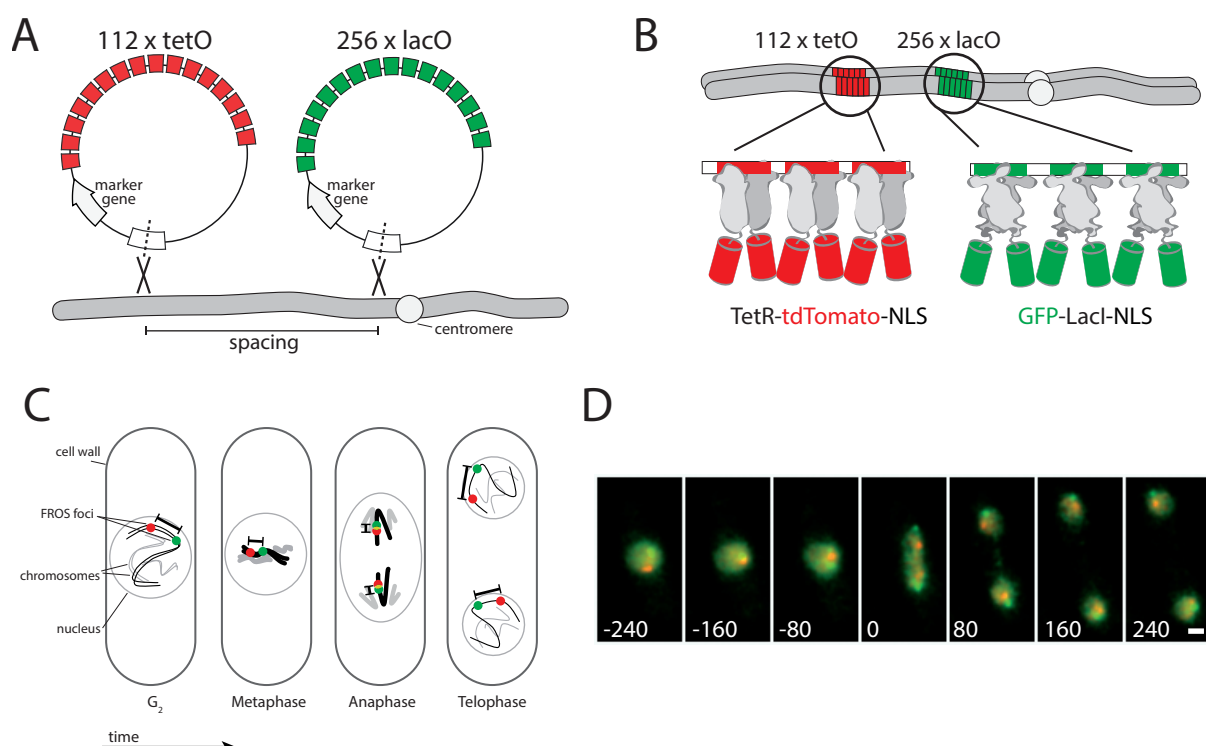 A
112 x tetO
256 x lacO
marker
gene
marker
gene
centromere
spacing
B
112 x tetO
256 x lacO
TetR-tdTomato-NLS
GFP-LacI-NLS
C
cell wall
FROS foci
chromosomes
nucleus
G2
Metaphase
Anaphase
Telophase
time
D
-240
-160
-80
0
80
160
240